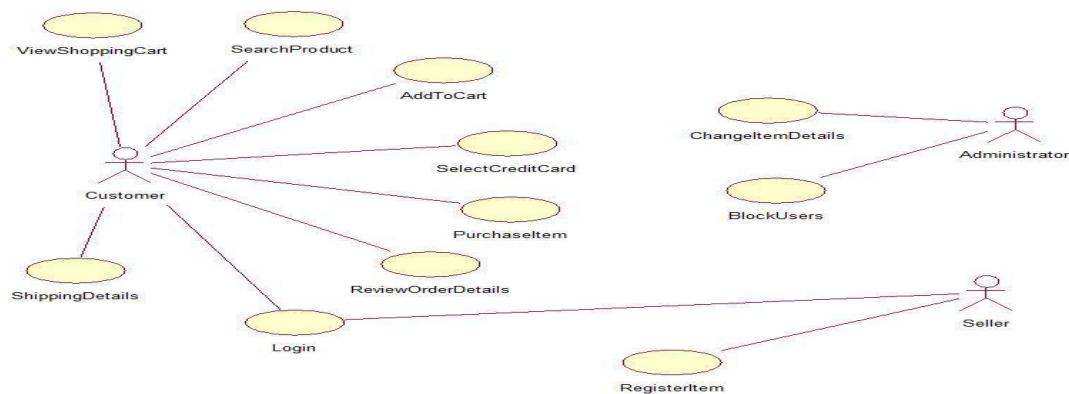 ViewShoppingCart
SearchProduct
AddToCart
ChangeItemDetails
Administrator
SelectCreditCard
Customer
BlockUsers
PurchaseItem
ShippingDetails
ReviewOrderDetails
Seller
Login
RegisterItem